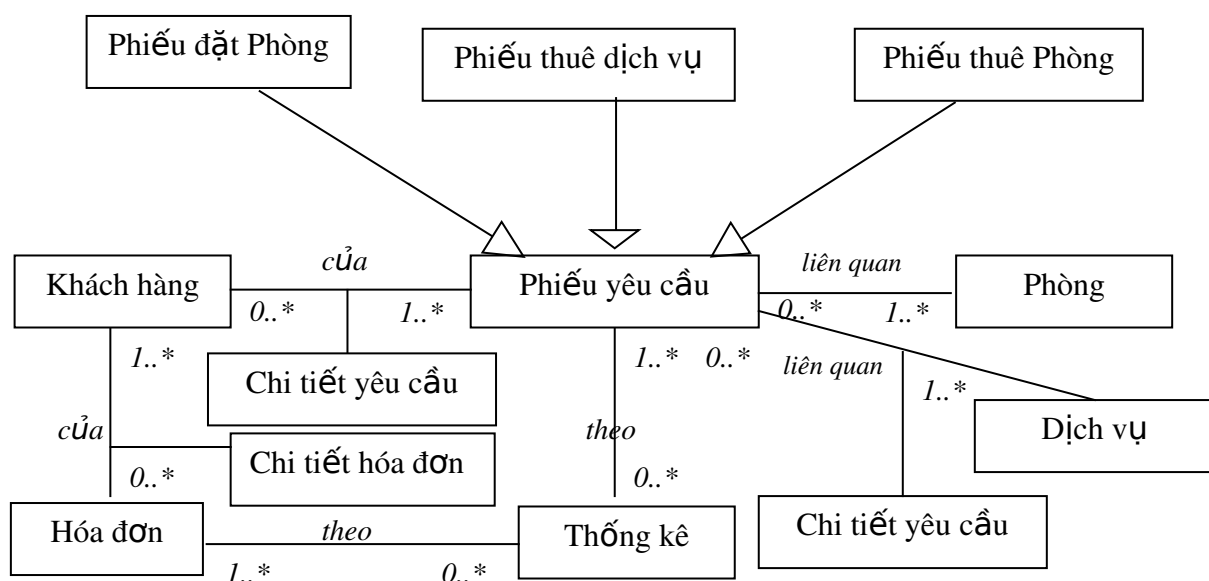 Phiếu đặt Phòng
Phiếu thuê dịch vụ
Phiếu thuê Phòng
của
liên quan
Khách hàng
Phiếu yêu cầu
Phòng
0..*
1..*
0..*
1..*
1..*
1..*
0..*
liên quan
Chi tiết yêu cầu
1..*
của
theo
Dịch vụ
Chi tiết hóa đơn
0..*
0..*
Hóa đơn
theo
Thống kê
Chi tiết yêu cầu
1..*
0..*